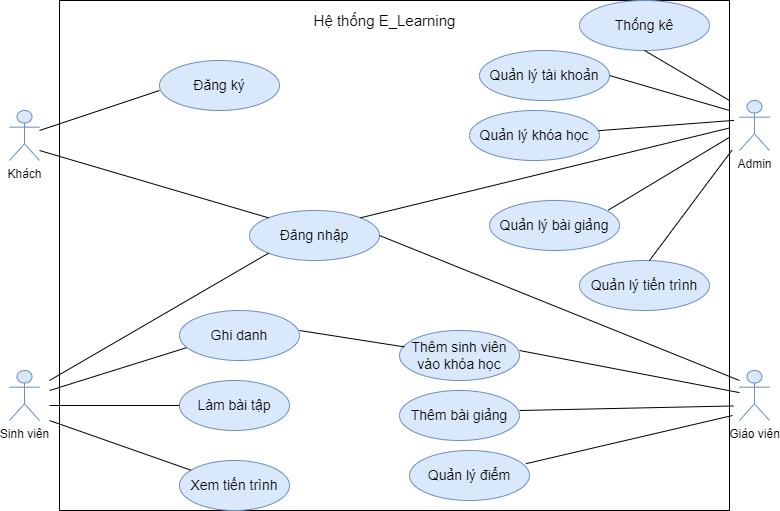 Hệ thống E_Learning
Thống kê
Quản lý tài khoản
Đăng ký
Quản lý khóa học
Khách
Admin
Quản lý bài giảng
Đăng nhập
Quản lý tiến trình
Ghi danh
Thêm sinh viên
vào khóa học
Làm bài tập
Thêm bài giảng
Sinh viên
Giáo viên
Quản lý điểm
Xem tiến trình